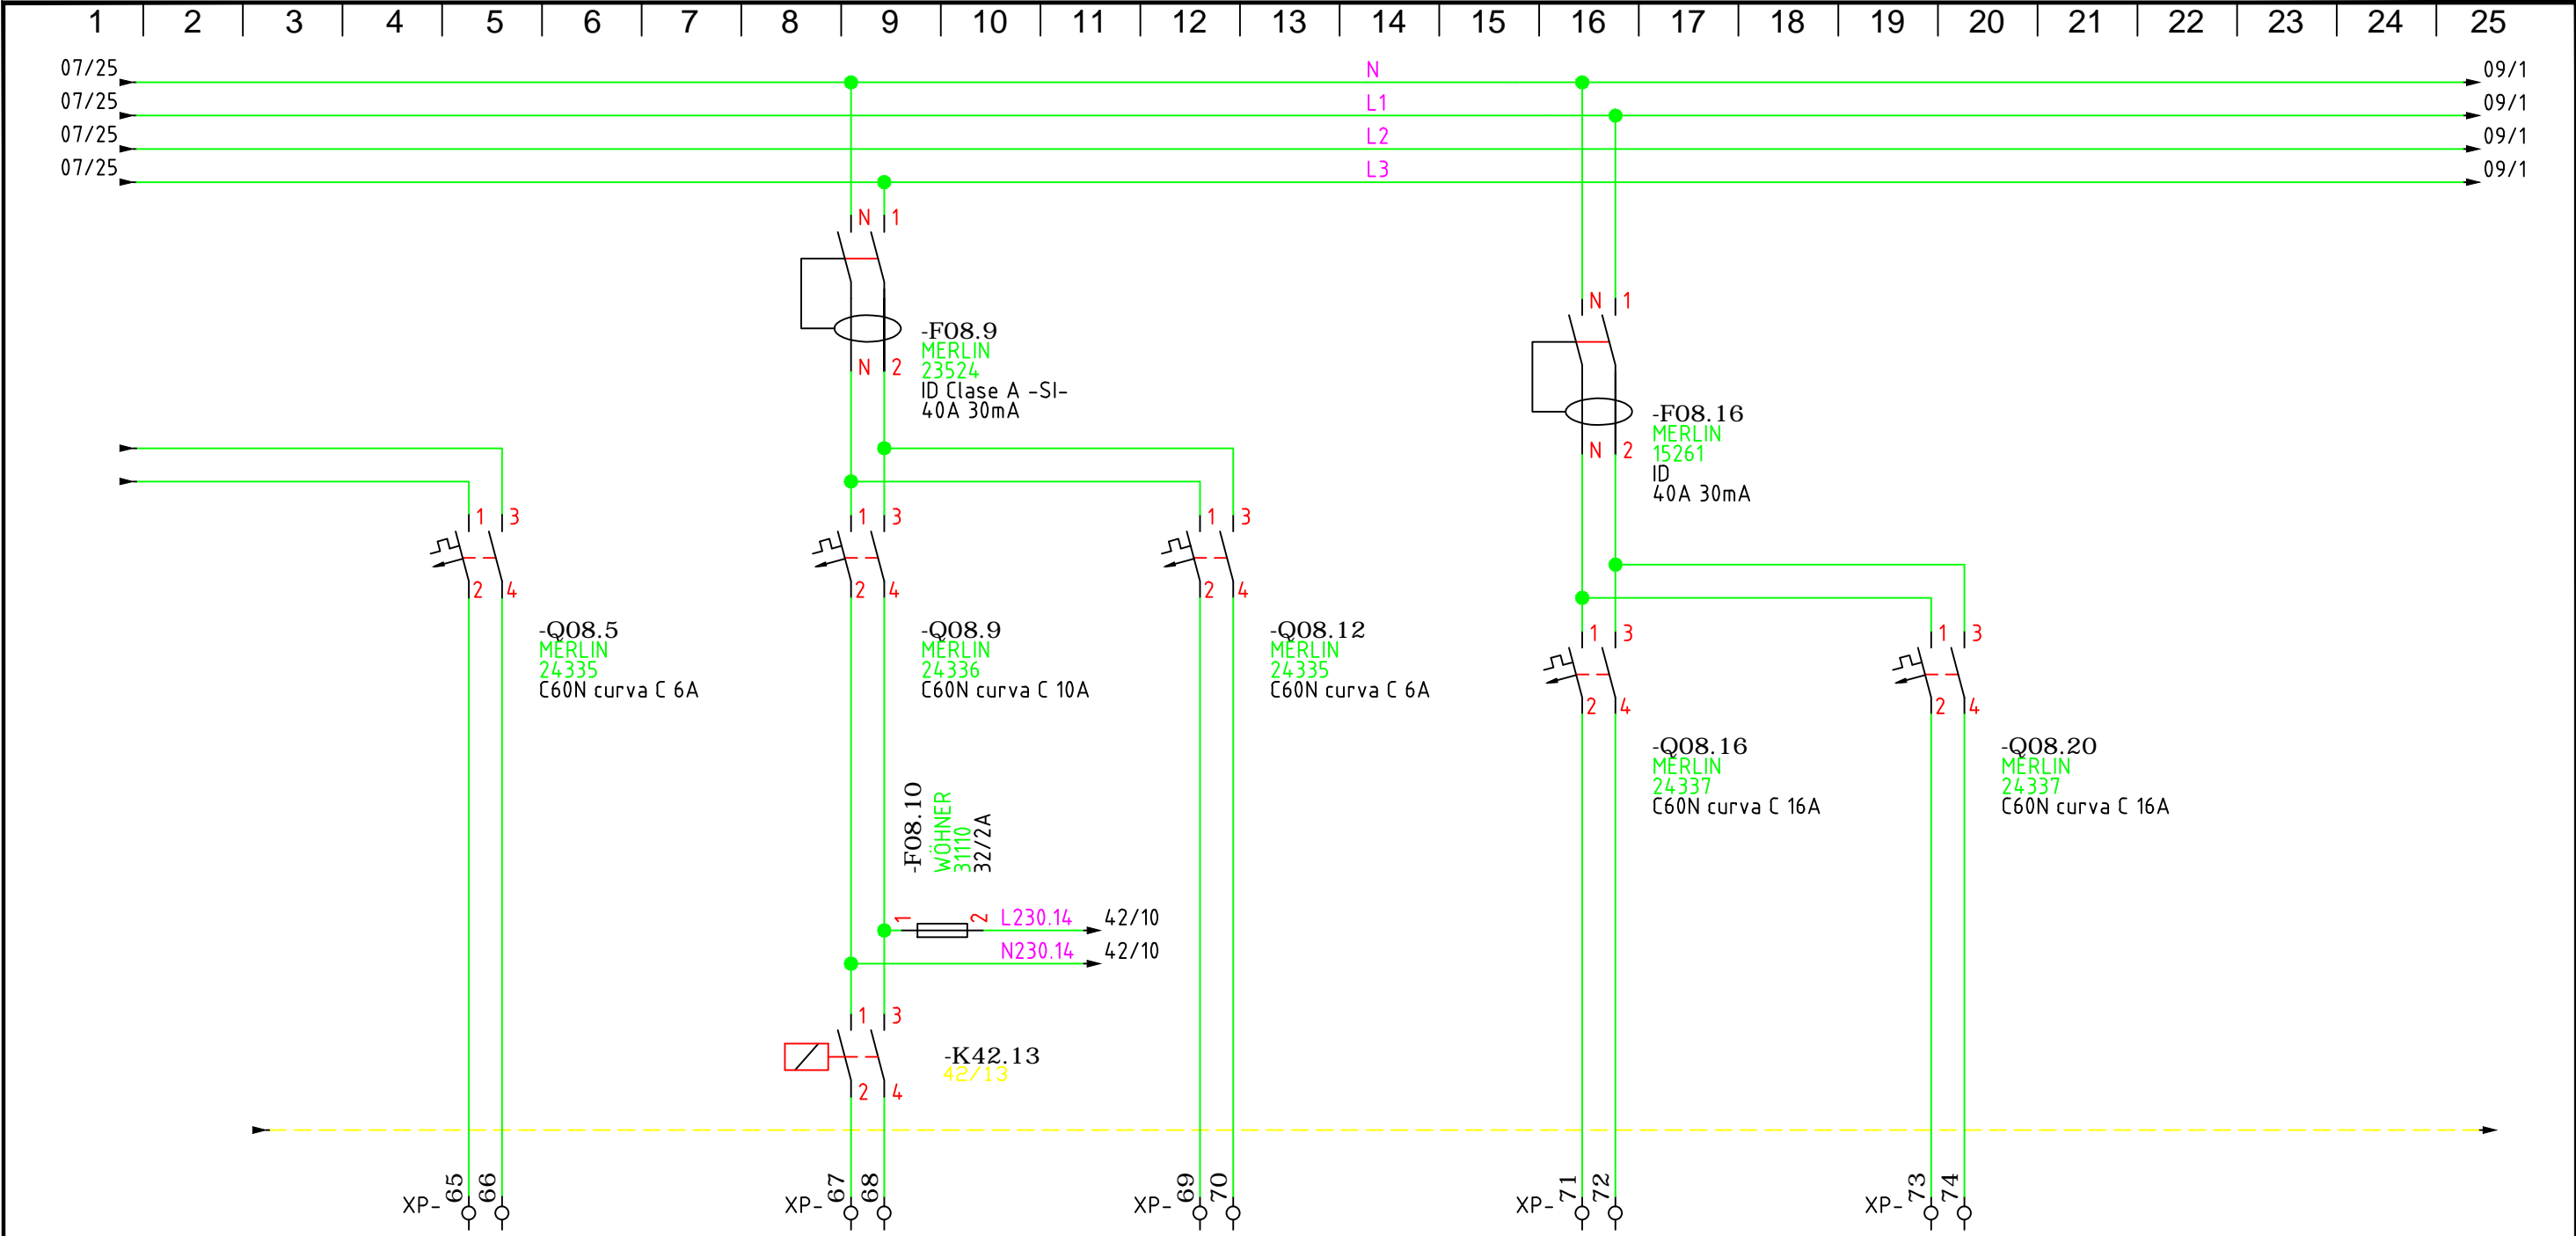 1 2 3 4 5 6 7 8 9 10 11 12 13 14 15 16 17 18 19 20 21 22 23 24 25
07/25 N 09/1
07/25 L1 09/1
07/25 L2 09/1
07/25 L3 09/1
N 1
-F08.9
MERLIN
N 2 23524
ID Clase A -SI-
40A 30mA
N 1
-F08.16
MERLIN
N 2 15261
ID
40A 30mA
1 3 1 3 1 3
2 4 2 4 2 4
-Q08.5
MERLIN
24335
C60N curva C 6A
-Q08.9
MERLIN
24336
C60N curva C 10A
-Q08.12
MERLIN
24335
C60N curva C 6A
1 3 1 3
2 4 2 4
-Q08.16
MERLIN
24337
C60N curva C 16A
-Q08.20
MERLIN
24337
C60N curva C 16A
-F08.10
WÖHNER
31110
32/2A
1 2 L230.14 42/10
N230.14 42/10
1 3
-K42.13
42/13
2 4
XP- 65 66 XP- 67 68 XP- 69 70 XP- 71 72 XP- 73 74